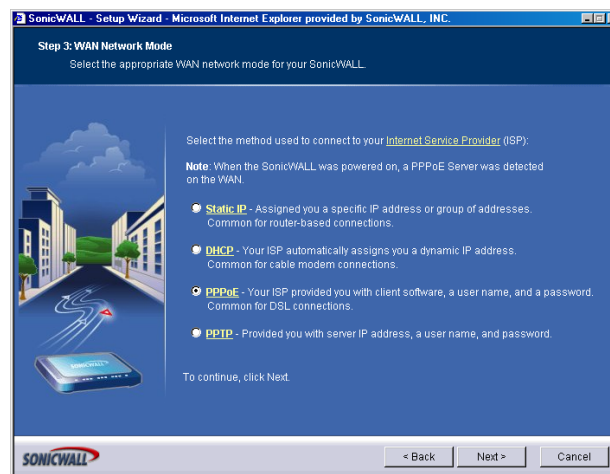 SonicWALL - Setup Wizard - Microsoft Internet Explorer provided by SonicWALL, INC.
Step 3: WAN Network Mode
Select the appropriate WAN network mode for your SonicWALL.
Select the method used to connect to your Internet Service Provider (ISP):
Note: When the SonicWALL was powered on, a PPPoE Server was detected
on the WAN.
Static IP - Assigned you a specific IP address or group of addresses.
Common for router-based connections.
DHCP - Your ISP automatically assigns you a dynamic IP address.
Common for cable modem connections.
PPPoE - Your ISP provided you with client software, a user name, and a password.
Common for DSL connections.
PPTP - Provided you with server IP address, a user name, and password.
SONICWALL
To continue, click Next.
SONICWALL
< Back Next > Cancel